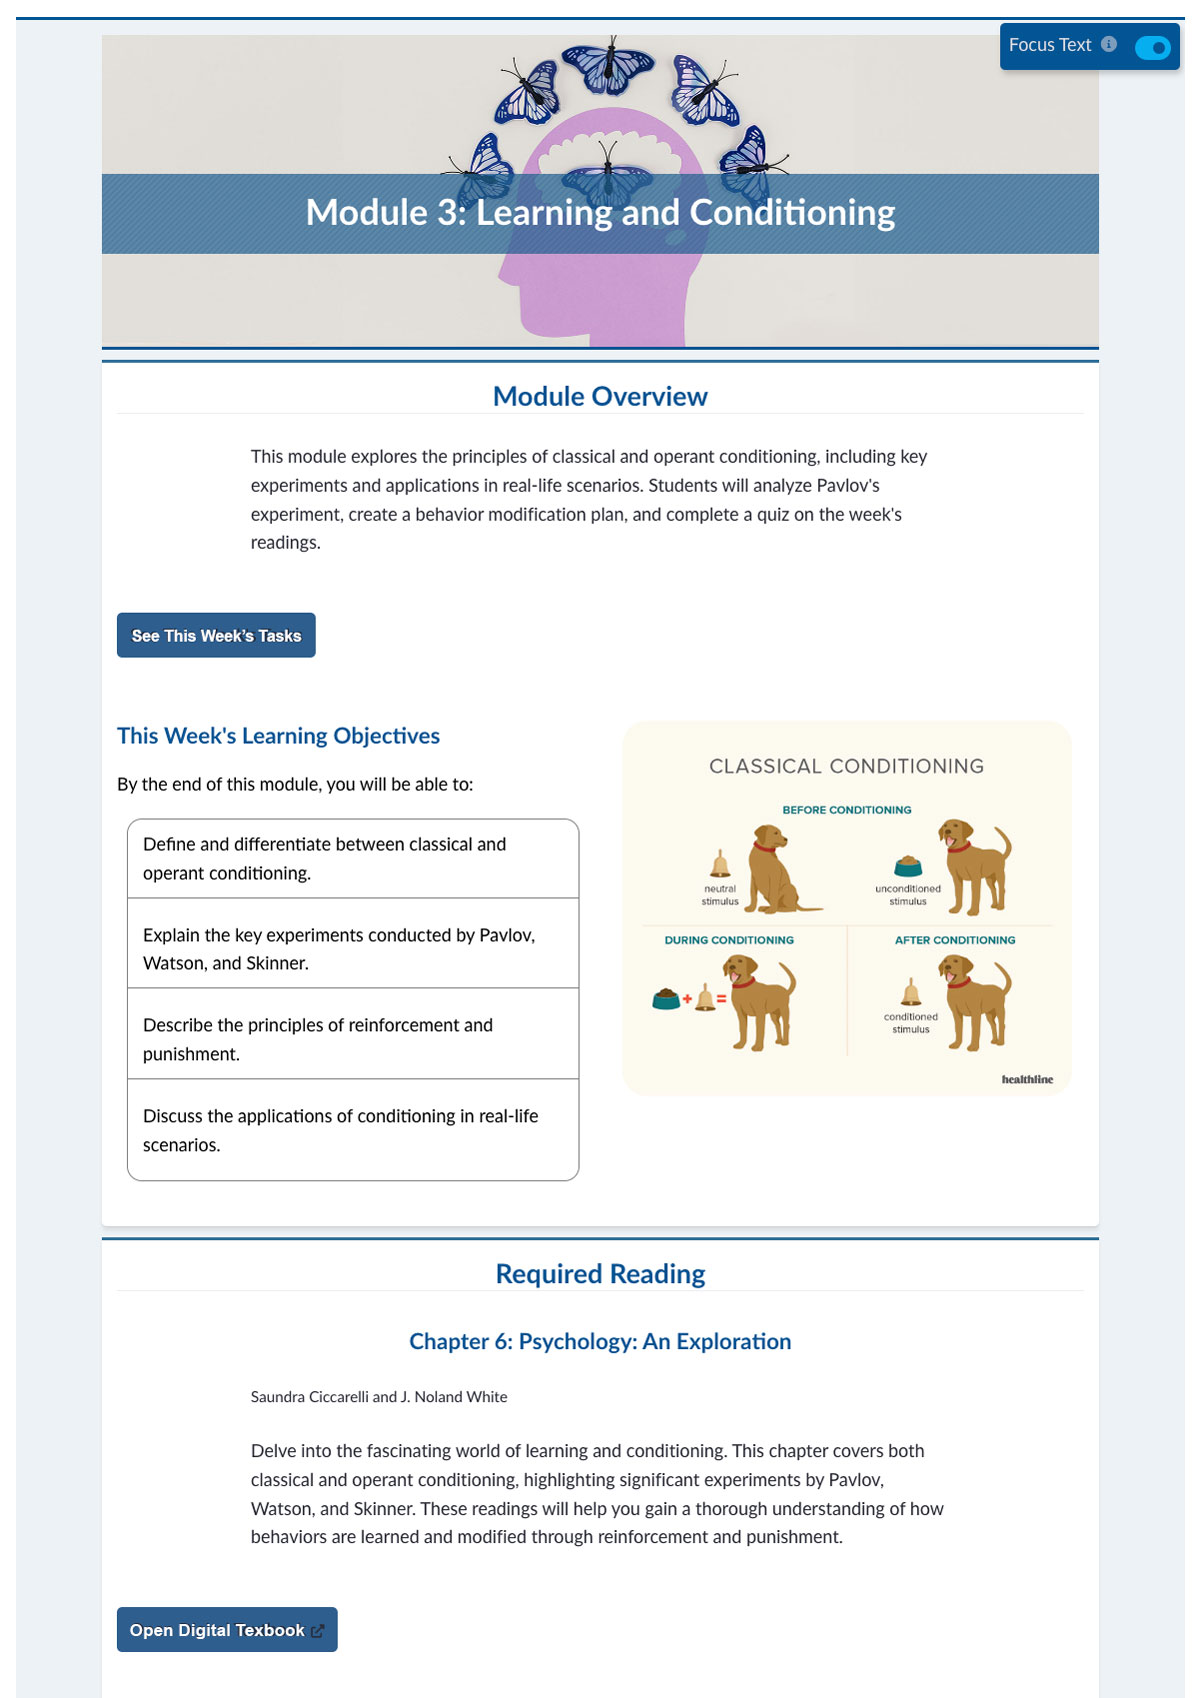 Focus Text
Module 3: Learning and Conditioning
Module Overview
This module explores the principles of classical and operant conditioning, including key
experiments and applications in real-life scenarios. Students will analyze Pavlov's
experiment, create a behavior modification plan, and complete a quiz on the week's
readings.
See This Week's Tasks
This Week's Learning Objectives
By the end of this module, you will be able to:
Define and differentiate between classical and
operant conditioning.
Explain the key experiments conducted by Pavlov,
Watson, and Skinner.
Describe the principles of reinforcement and
punishment.
Discuss the applications of conditioning in real-life
scenarios.
CLASSICAL CONDITIONING
BEFORE CONDITIONING
neutral
stimulus
unconditioned
stimulus
DURING CONDITIONING
+ =
AFTER CONDITIONING
conditioned
stimulus
healthline
Required Reading
Chapter 6: Psychology: An Exploration
Saundra Ciccarelli and J. Noland White
Delve into the fascinating world of learning and conditioning. This chapter covers both
classical and operant conditioning, highlighting significant experiments by Pavlov,
Watson, and Skinner. These readings will help you gain a thorough understanding of how
behaviors are learned and modified through reinforcement and punishment.
Open Digital Texbook